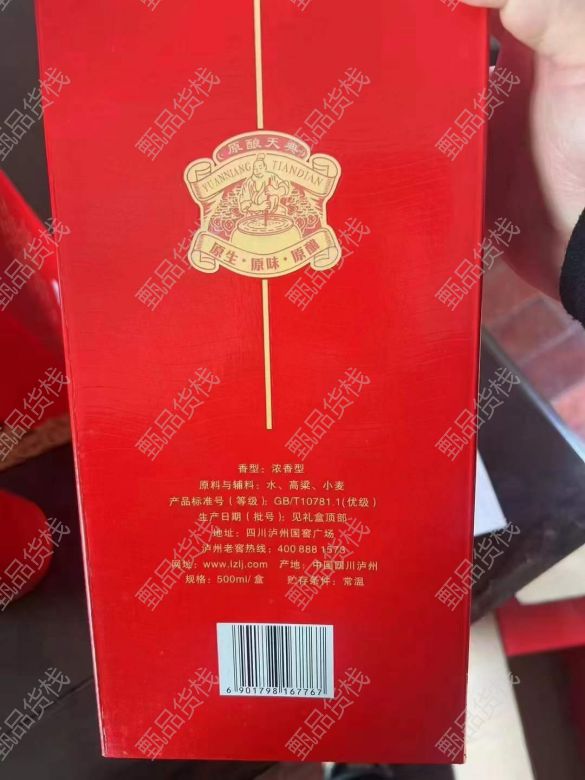 原酿天典
YUANNIANG TIANDIAN
原生·原味·原酿
香型：浓香型
原料与辅料：水、高粱、小麦
产品标准号（等级）：GB/T10781.1(优级）
生产日期（批号）：见礼盒顶部
地址：四川泸州国窖广场
泸州老窖热线：400 888 1573
网址：www.lzlj.com 产地：中国四川泸州
规格：500ml/盒 贮存条件：常温
6 901798 167767
甄品货栈